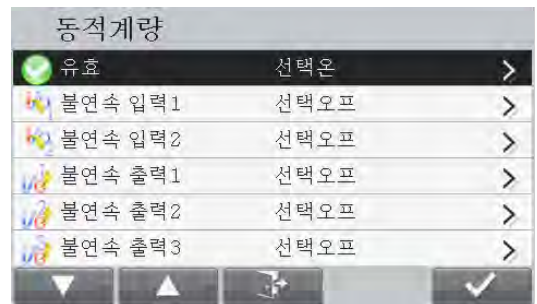 동적계량
유효 선택온
불연속 입력1 선택오프
불연속 입력2 선택오프
불연속 출력1 선택오프
불연속 출력2 선택오프
불연속 출력3 선택오프